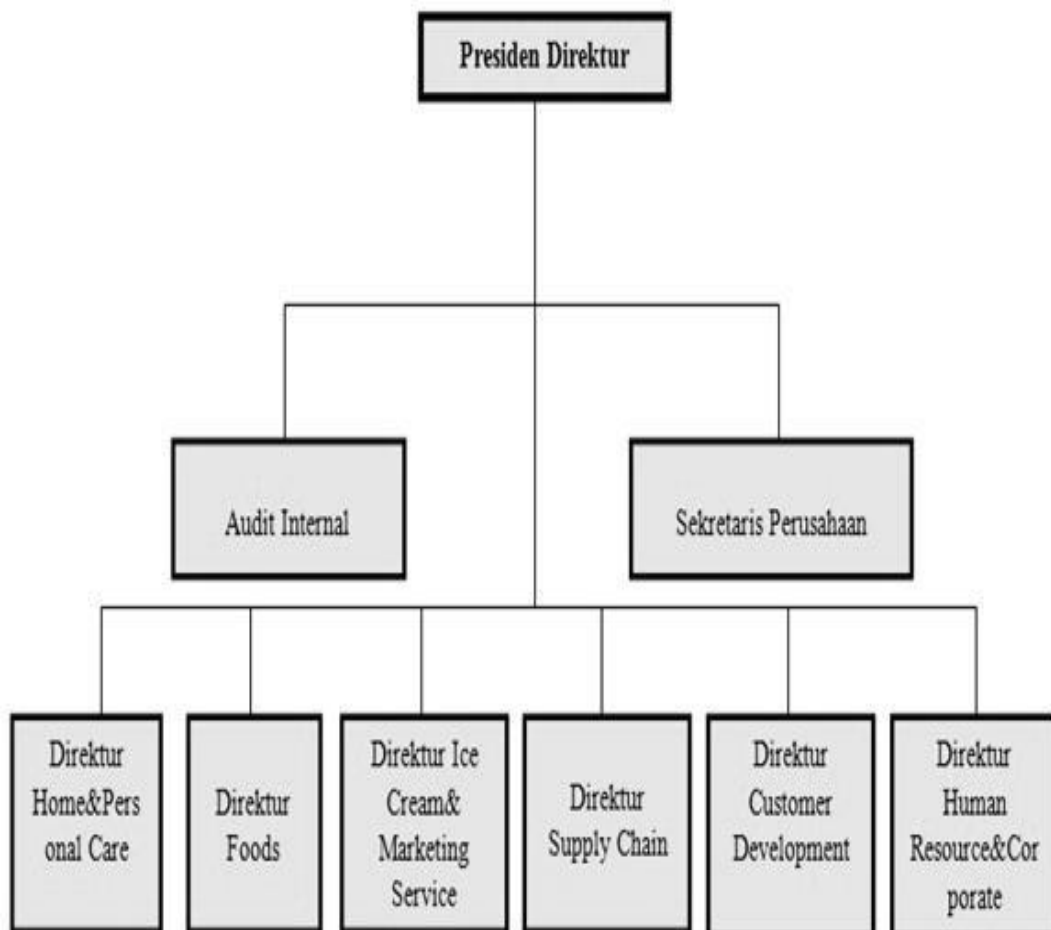 Presiden Direktur
Audit Internal
Sekretaris Perusahaan
Direktur
Home&Pers
onal Care
Direktur
Foods
Direktur Ice
Cream&
Marketing
Service
Direktur
Supply Chain
Direktur
Customer
Development
Direktur
Human
Resource&Cor
porate